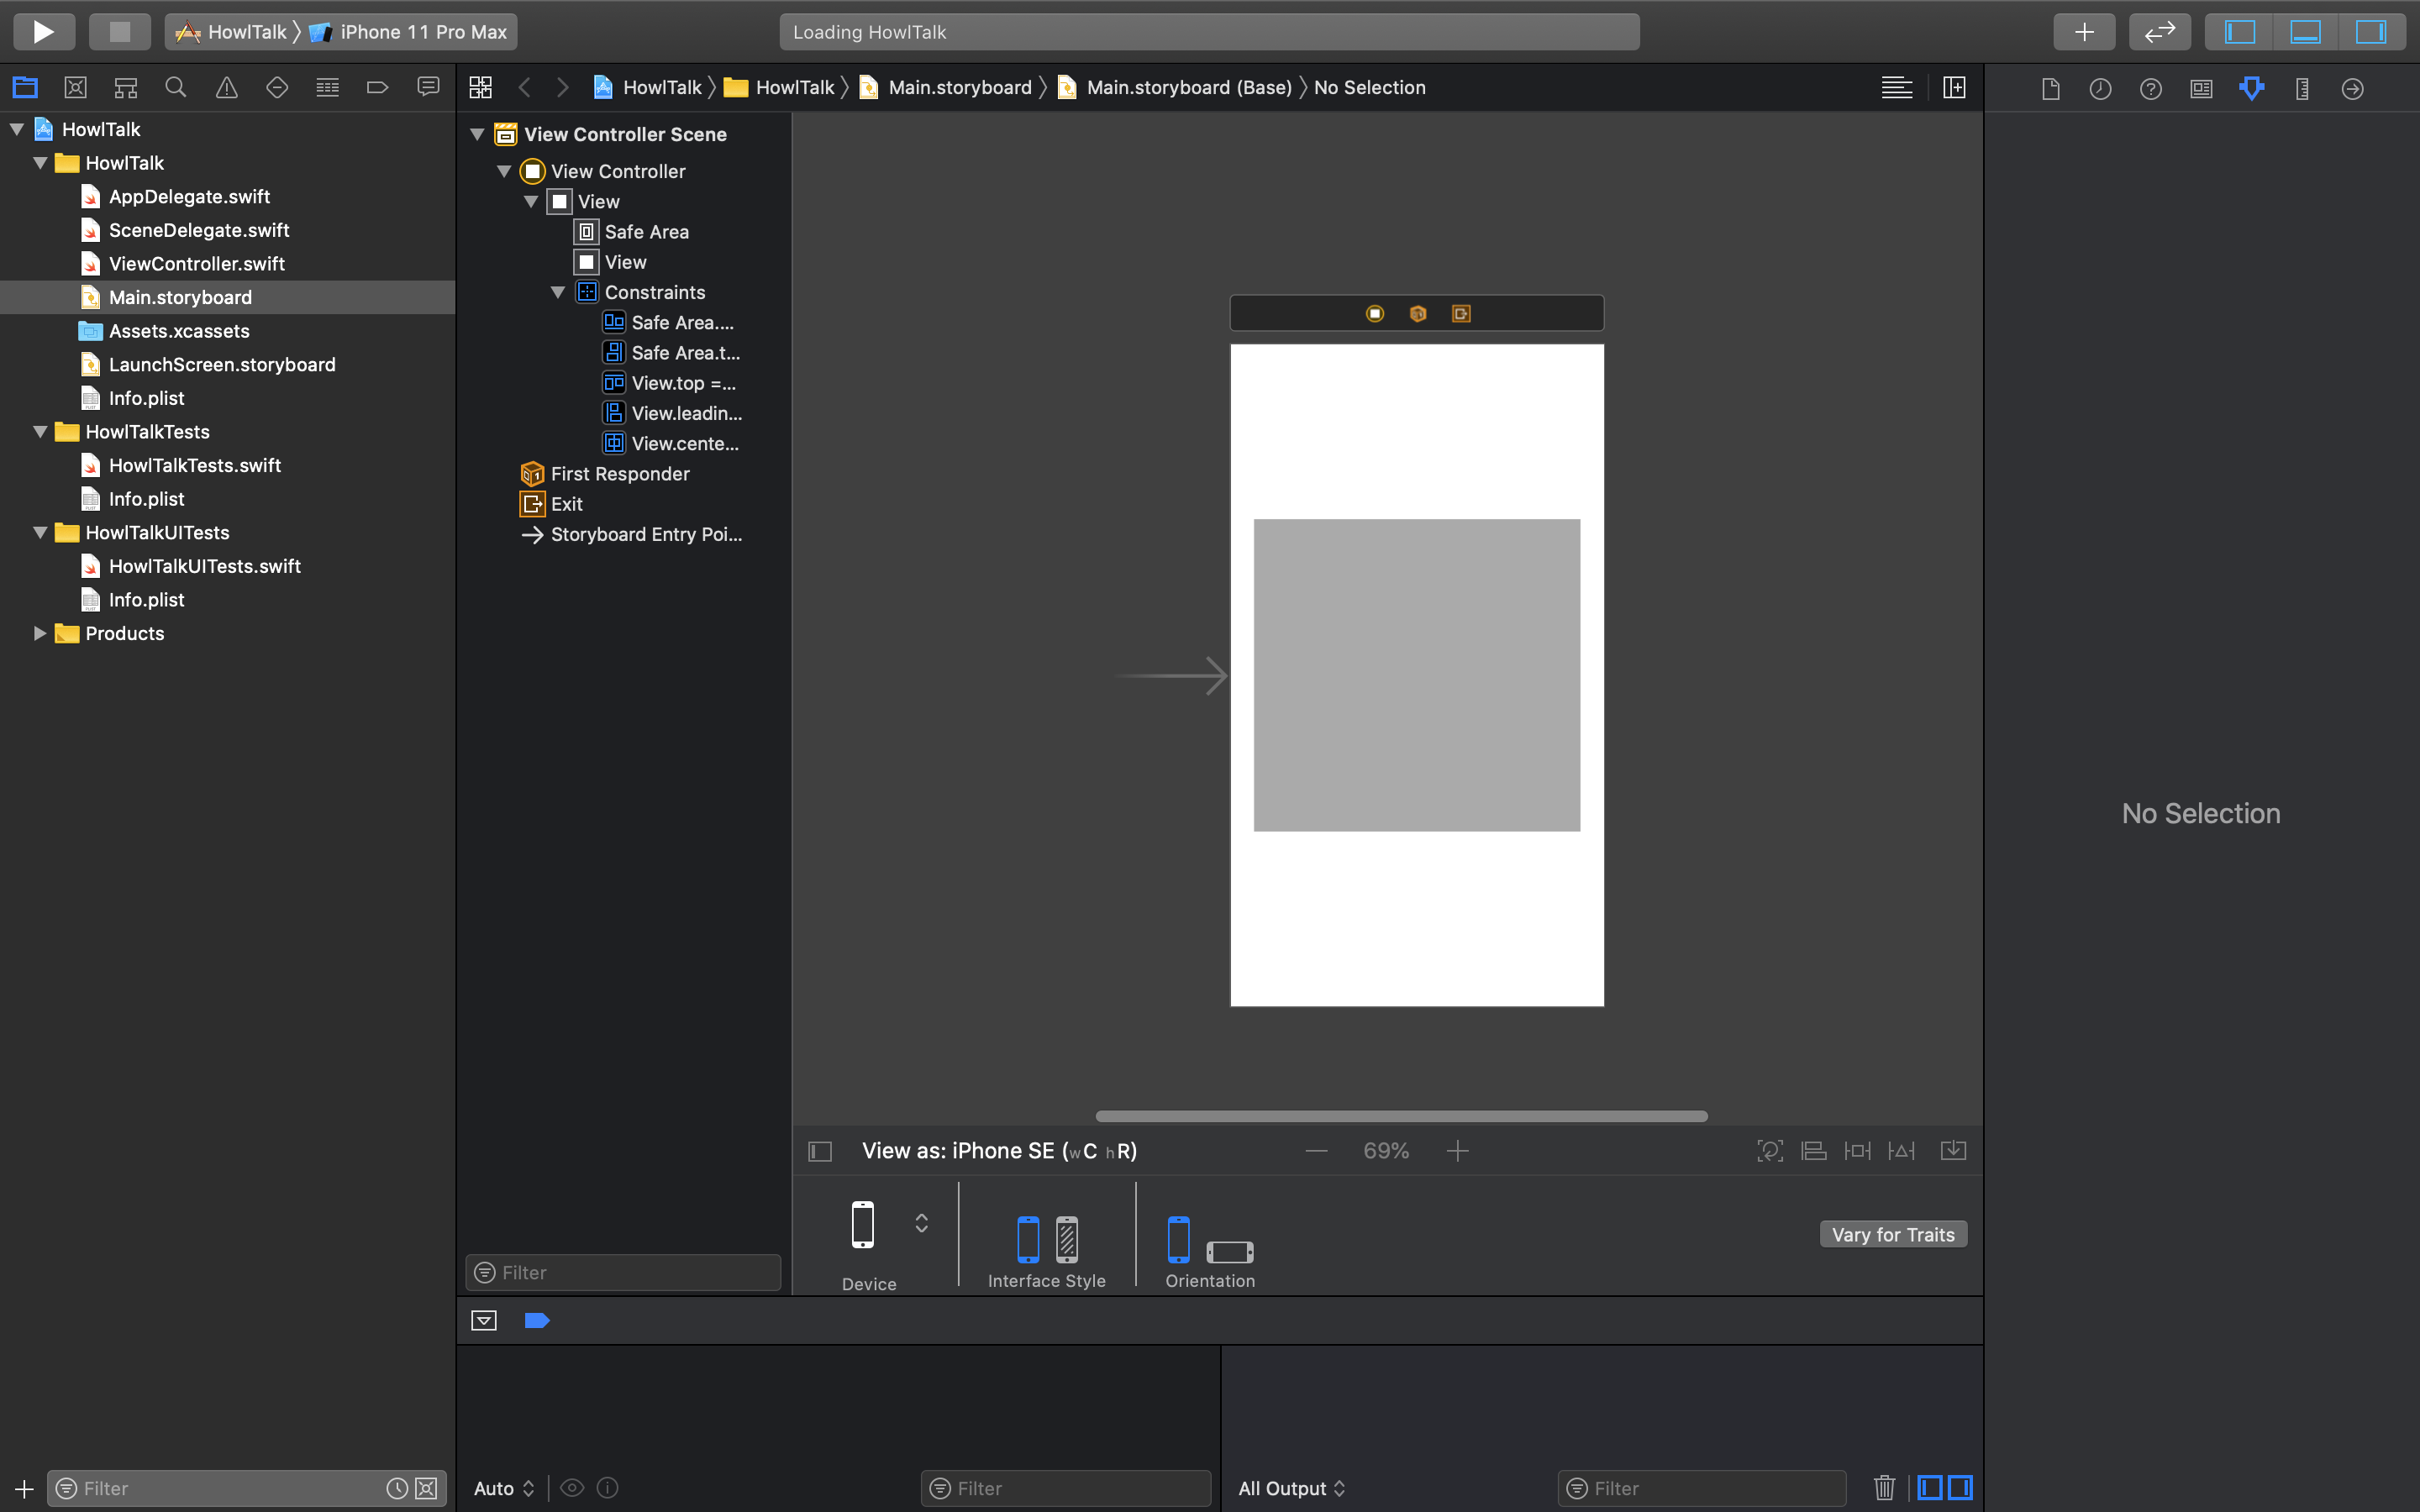 HowlTalk
iPhone 11 Pro Max
Loading HowlTalk
HowlTalk
HowlTalk
Main.storyboard
Main.storyboard (Base)
No Selection
HowlTalk
HowlTalk
AppDelegate.swift
SceneDelegate.swift
ViewController.swift
Main.storyboard
Assets.xcassets
LaunchScreen.storyboard
Info.plist
HowlTalkTests
HowlTalkTests.swift
Info.plist
HowlTalkUITests
HowlTalkUITests.swift
Info.plist
Products
View Controller Scene
View Controller
View
Safe Area
View
Constraints
Safe Area....
Safe Area.t...
View.top =...
View.leadin...
View.cente...
First Responder
Exit
Storyboard Entry Poi...
No Selection
View as: iPhone SE (wC hR)
69%
Device
Interface Style
Orientation
Vary for Traits
Filter
Filter
Auto
Filter
All Output
Filter